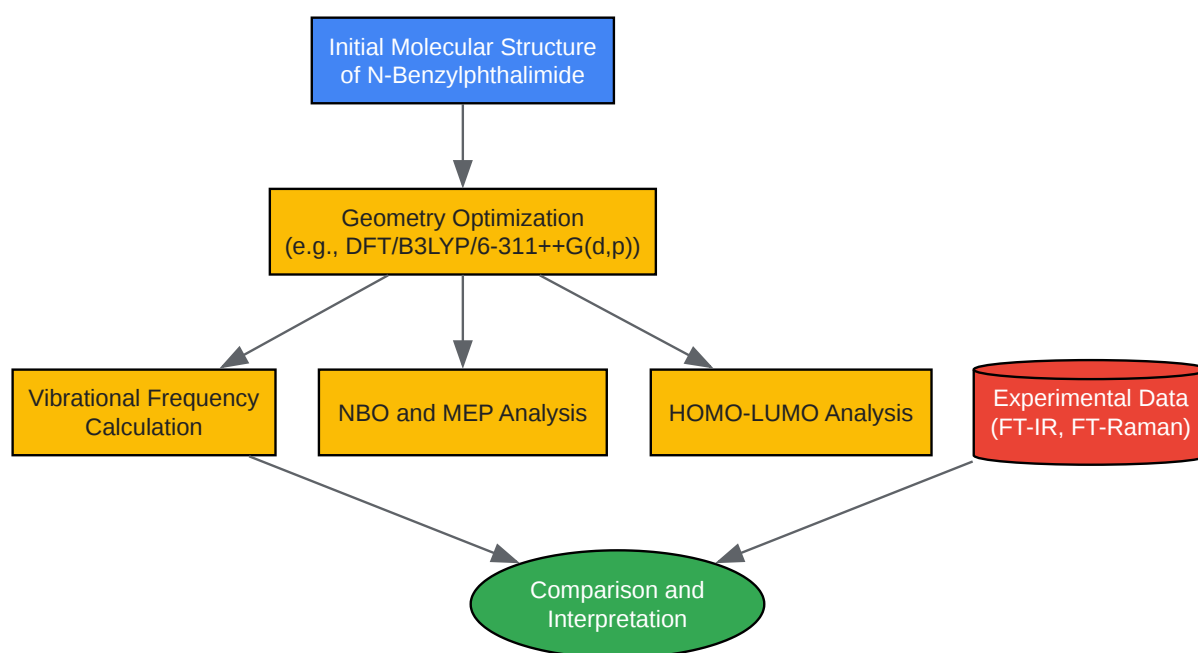 Initial Molecular Structure
of N-Benzylphthalimide
Geometry Optimization
(e.g., DFT/B3LYP/6-311++G(d,p))
Vibrational Frequency
Calculation
NBO and MEP Analysis
HOMO-LUMO Analysis
Experimental Data
(FT-IR, FT-Raman)
Comparison and
Interpretation